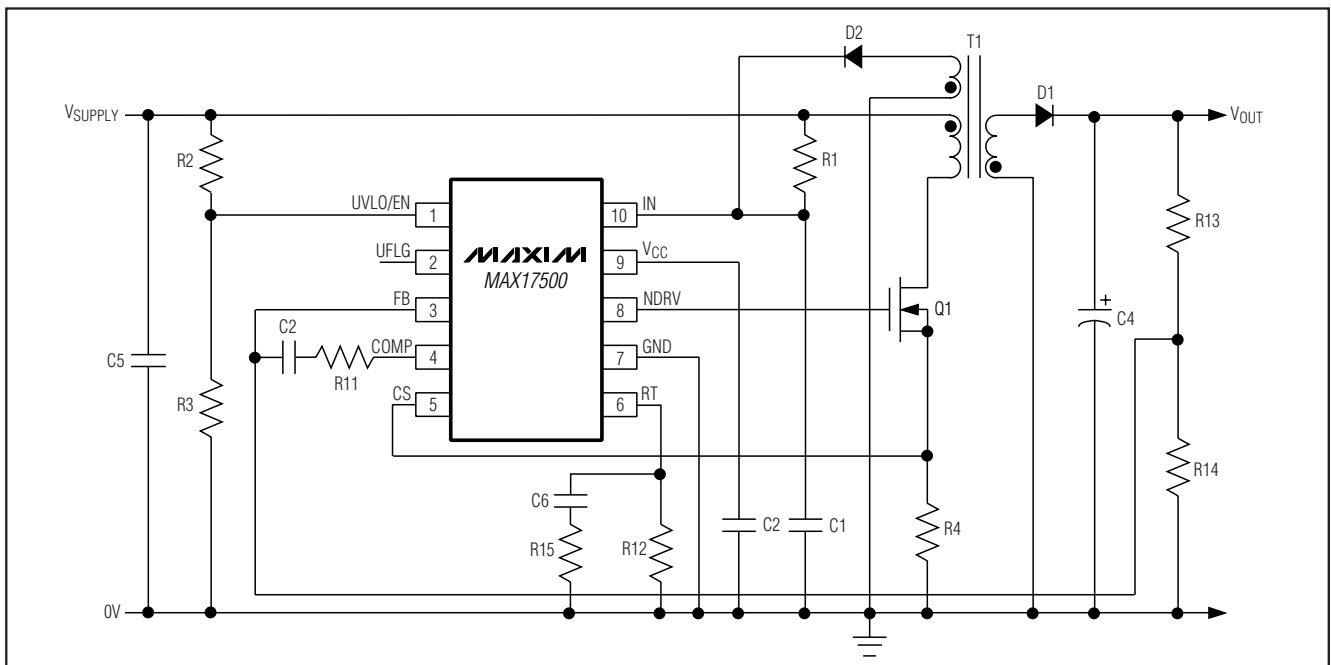 D2
T1
D1
VSUPPLY
VOUT
R2
R1
UVLO/EN
1
10
IN
R13
UFLG
2
MAXIM
MAX17500
9
VCC
FB
3
8
NDRV
Q1
C4
+
C2
R11
COMP
4
7
GND
C5
R3
CS
5
6
RT
R14
C6
R15
R12
C2
C1
R4
0V